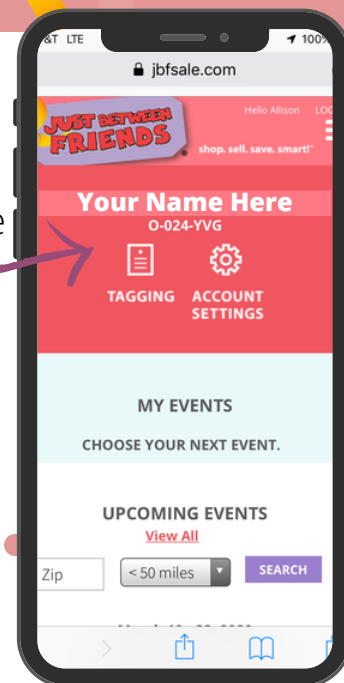 &T LTE
100%
jbfsale.com
Hello Allison LOG
JUST BETWEEN
FRIENDS
shop. sell. save. smart!
Your Name Here
O-024-YVG
TAGGING
ACCOUNT
SETTINGS
MY EVENTS
CHOOSE YOUR NEXT EVENT.
UPCOMING EVENTS
View All
Zip
< 50 miles
SEARCH